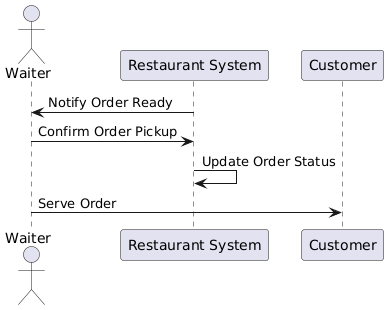 Waiter
Restaurant System
Customer
Notify Order Ready
Confirm Order Pickup
Update Order Status
Serve Order
Waiter
Restaurant System
Customer